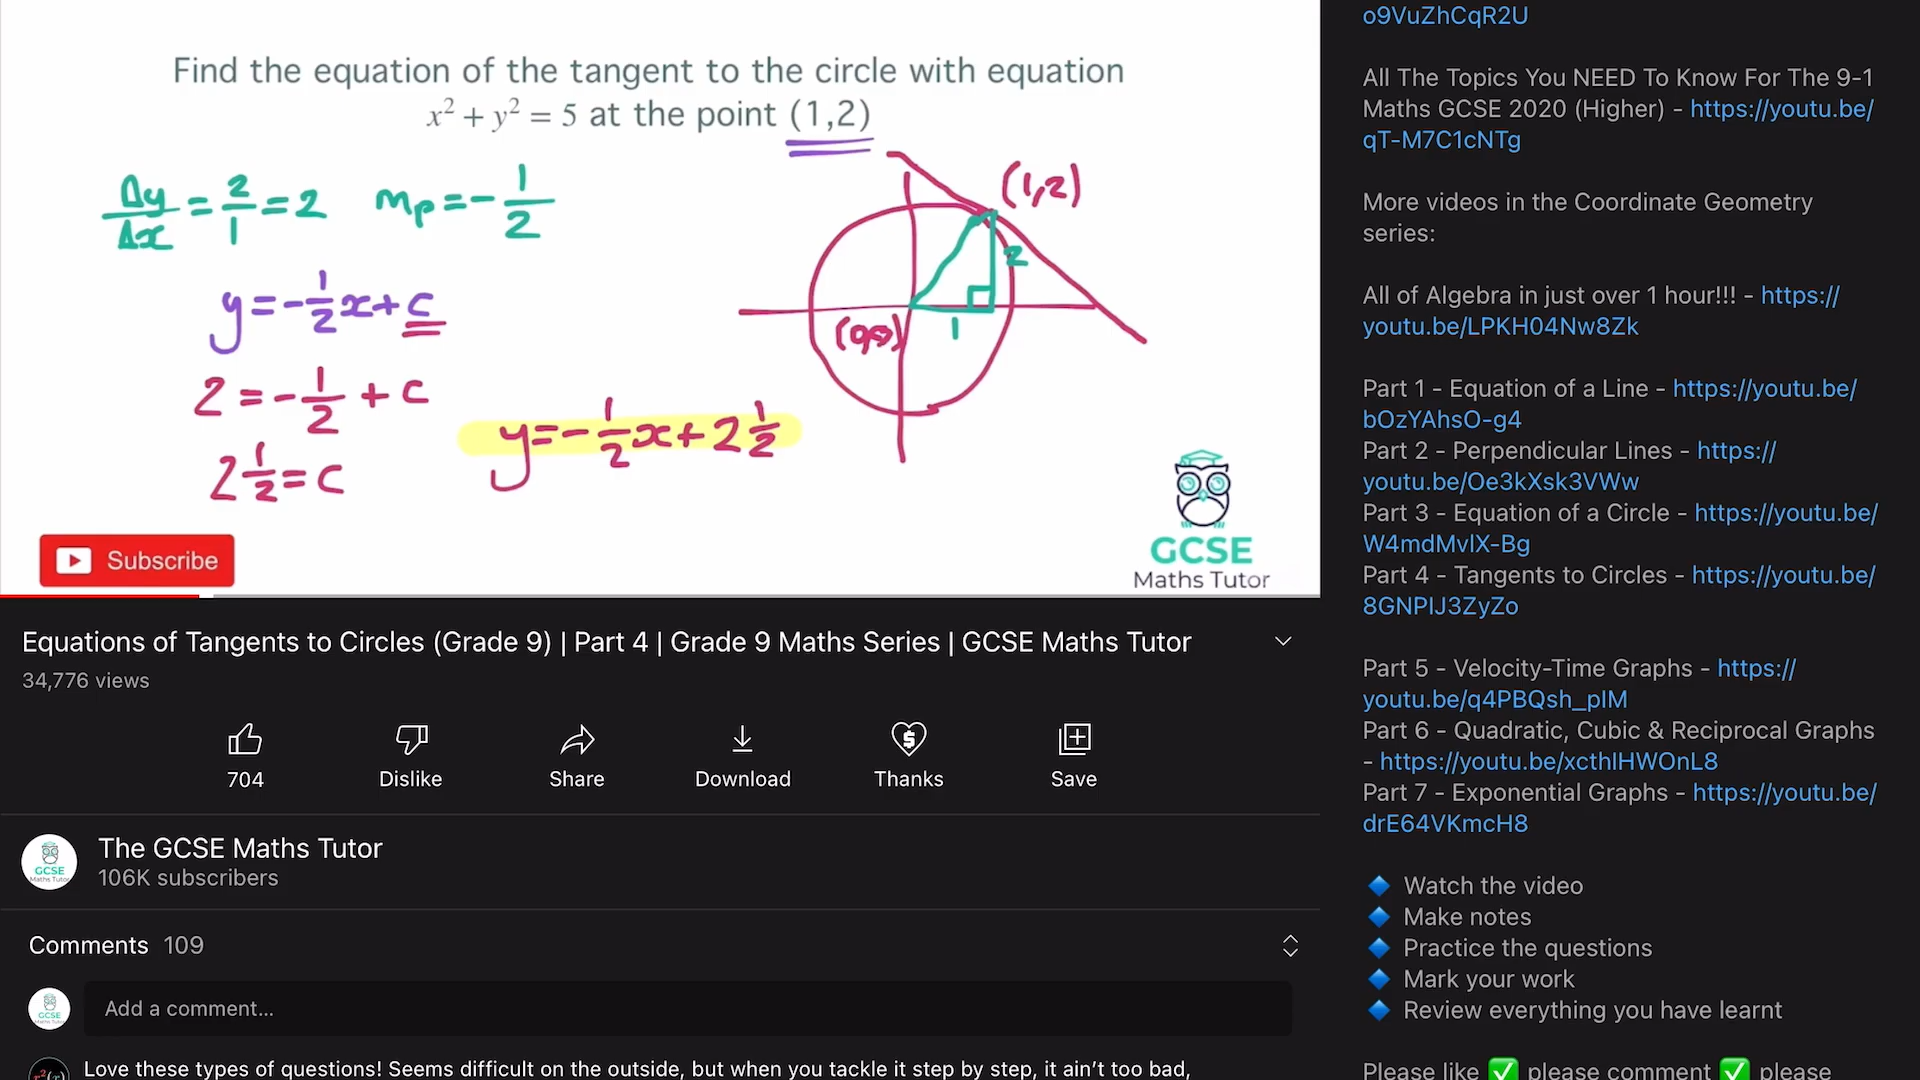 Find the equation of the tangent to the circle with equation
x² + y² = 5 at the point (1,2)
Δy/Δx = 2/1 = 2 mp = -1/2
y = -1/2x + c
2 = -1/2 + c
2 1/2 = c
y = -1/2x + 2 1/2
(1,2)
2
1
(0,0)
GCSE
Maths Tutor
Subscribe
Equations of Tangents to Circles (Grade 9) | Part 4 | Grade 9 Maths Series | GCSE Maths Tutor
34,776 views
704 Dislike Share Download Thanks Save
GCSE
Maths Tutor
The GCSE Maths Tutor
106K subscribers
Comments 109
GCSE
Add a comment...
Love these types of questions! Seems difficult on the outside, but when you tackle it step by step, it ain't too bad,
o9VuZhCqR2U
All The Topics You NEED To Know For The 9-1
Maths GCSE 2020 (Higher) - https://youtu.be/
qT-M7C1cNTg
More videos in the Coordinate Geometry
series:
All of Algebra in just over 1 hour!!! - https://
youtu.be/LPKH04Nw8Zk
Part 1 - Equation of a Line - https://youtu.be/
bOzYAhsO-g4
Part 2 - Perpendicular Lines - https://
youtu.be/Oe3kXsk3VWw
Part 3 - Equation of a Circle - https://youtu.be/
W4mdMvlX-Bg
Part 4 - Tangents to Circles - https://youtu.be/
8GNPIJ3ZyZo
Part 5 - Velocity-Time Graphs - https://
youtu.be/q4PBQsh_pIM
Part 6 - Quadratic, Cubic & Reciprocal Graphs
- https://youtu.be/xcthIHWOnL8
Part 7 - Exponential Graphs - https://youtu.be/
drE64VKmcH8
🔷 Watch the video
🔷 Make notes
🔷 Practice the questions
🔷 Mark your work
🔷 Review everything you have learnt
Please like ✅ please comment ✅ please